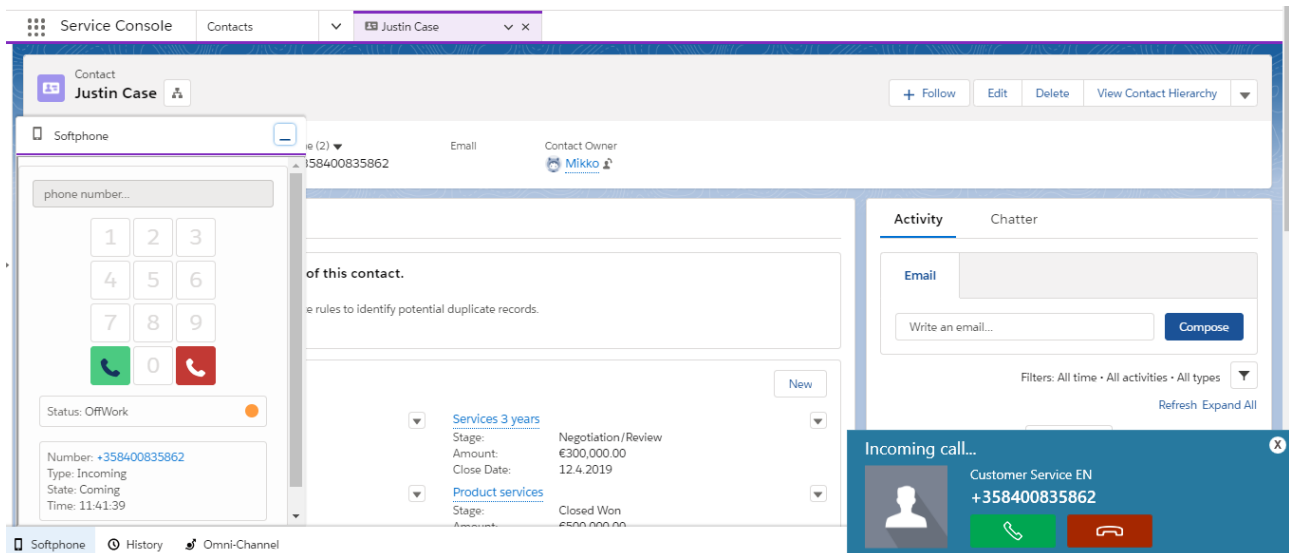 Service Console
Contacts
Justin Case
Contact
Justin Case
Follow
Edit
Delete
View Contact Hierarchy
Softphone
(2)
Email
Contact Owner
358400835862
Mikko
phone number...
1 2 3
4 5 6
7 8 9
0
Status: OffWork
Number: +358400835862
Type: Incoming
State: Coming
Time: 11:41:39
of this contact.
rules to identify potential duplicate records.
New
Services 3 years
Stage: Negotiation/Review
Amount: €300,000.00
Close Date: 12.4.2019
Product services
Stage: Closed Won
Amount: €500,000.00
Activity
Chatter
Email
Write an email...
Compose
Filters: All time • All activities • All types
Refresh Expand All
Incoming call...
X
Customer Service EN
+358400835862
Softphone
History
Omni-Channel